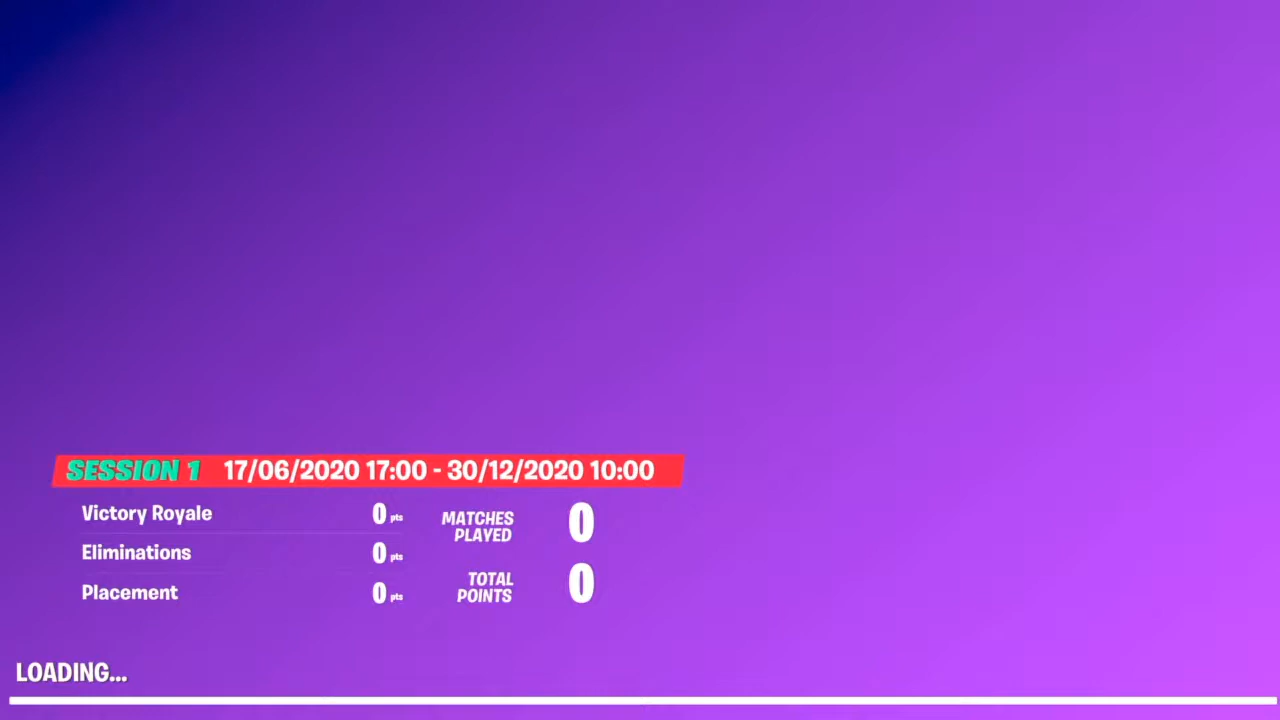 SESSION 1 17/06/2020 17:00 - 30/12/2020 10:00
Victory Royale 0 pts
Eliminations 0 pts
Placement 0 pts
MATCHES
PLAYED 0
TOTAL
POINTS 0
LOADING...